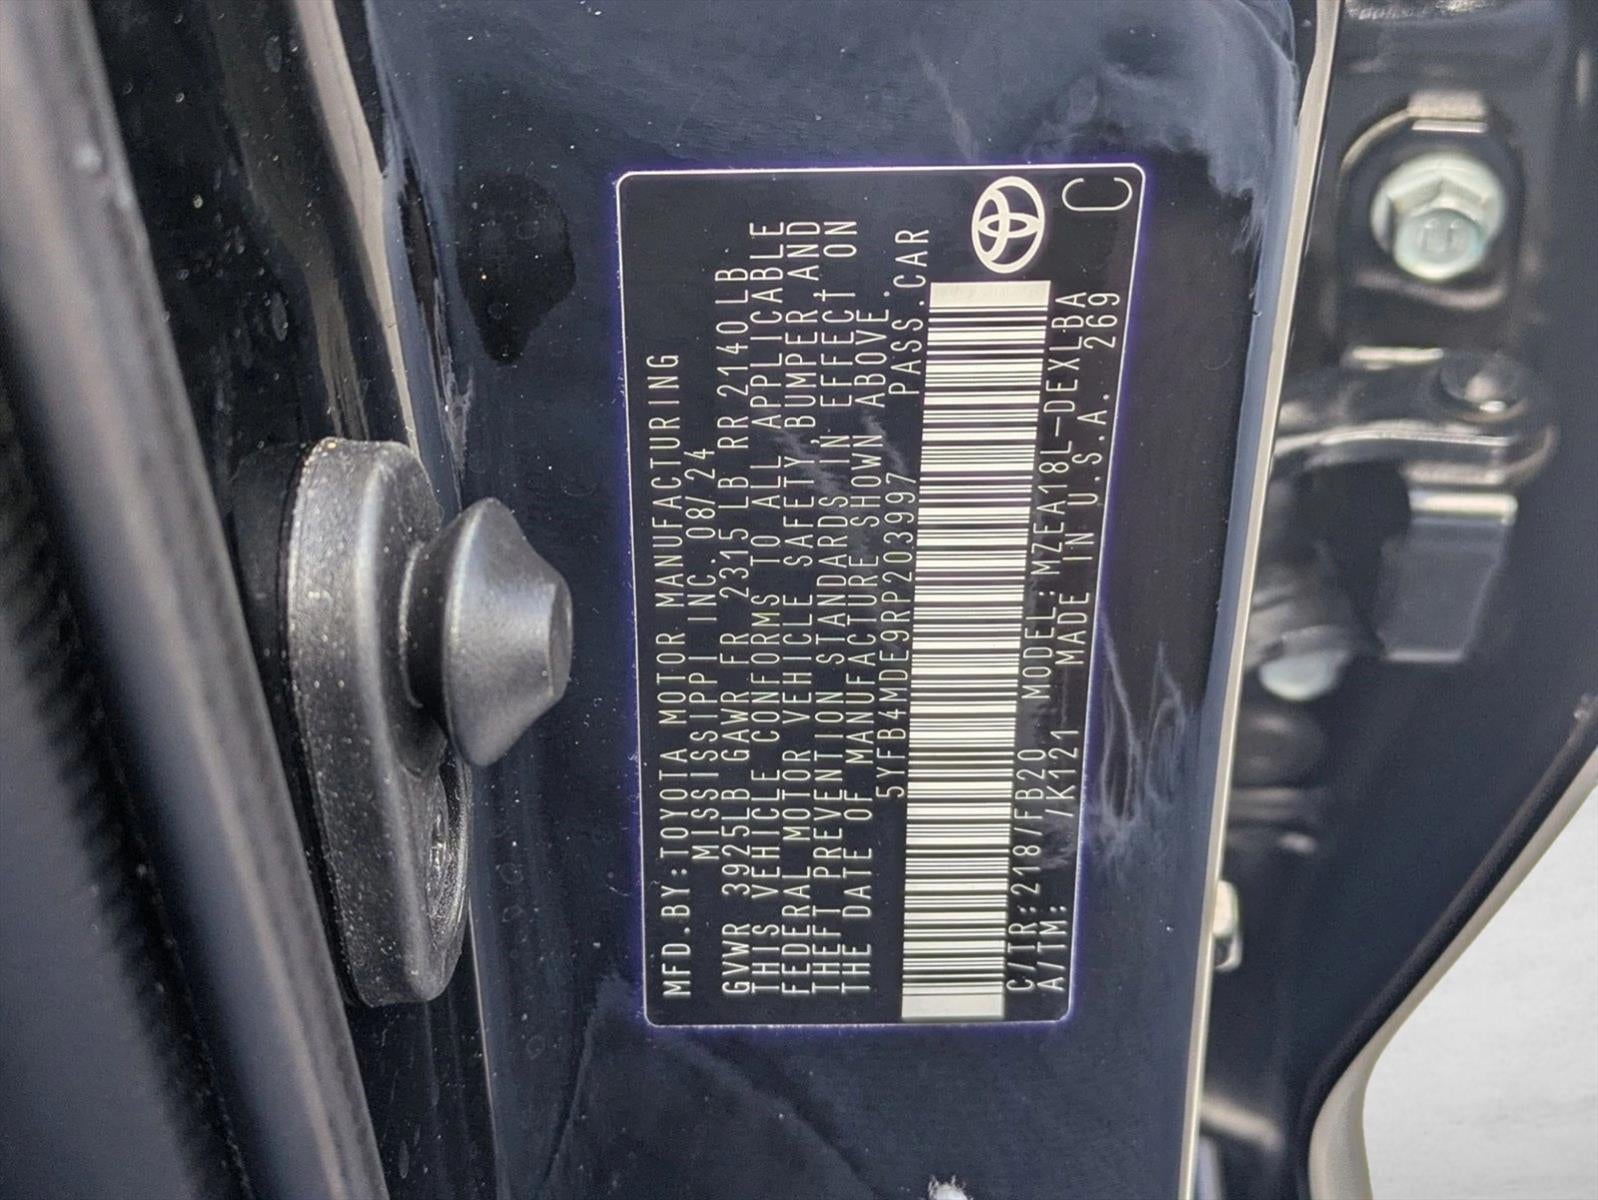 MFD.BY:TOYOTA MOTOR MANUFACTURING
MISSISSIPPI INC. 08/24
GVWR 3925LB GAWR FR 2315 LB RR 2140LB
THIS VEHICLE CONFORMS TO ALL APPLICABLE
FEDERAL MOTOR VEHICLE SAFETY, BUMPER AND
THEFT PREVENTION STANDARDS IN EFFECT ON
THE DATE OF MANUFACTURE SHOWN ABOVE.
5YFB4MDE9RP203997 PASS.CAR
C/TR:218/FB20 MODEL:MZEA18L-DEXLBA
A/TM: /K121 MADE IN U.S.A. 269
C